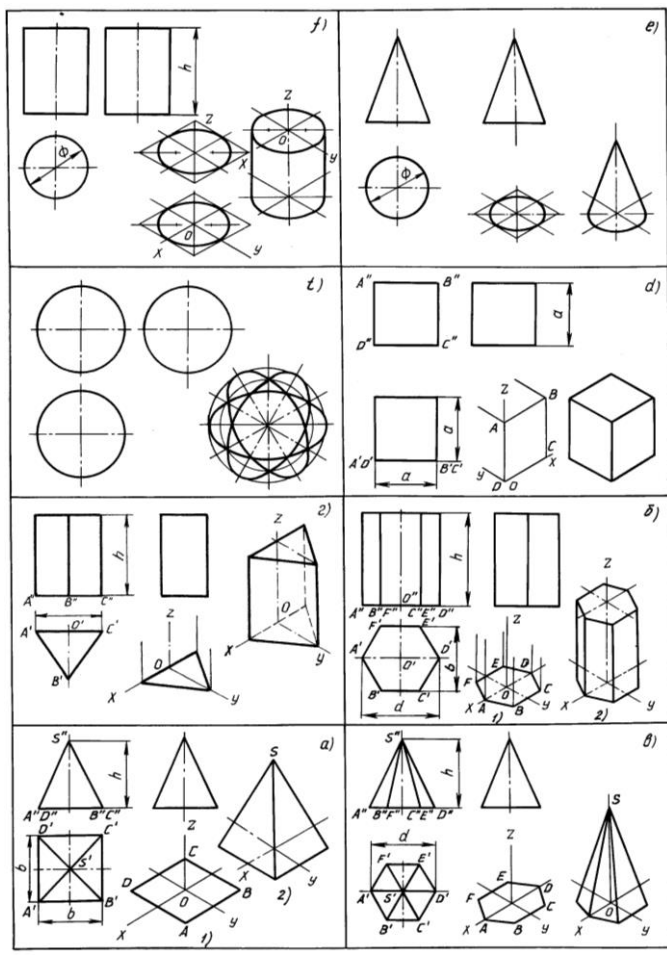 f)
h
Z
Z
O
Φ
X
y
O
X
y
e)
Φ
t)
d)
A" B"
a
D" C"
Z
B
A
a
C
y X
A'D' D O
B'C'
a
г)
h
Z
A" B" C"
O
A' O' C'
Z
X y
B'
O
X y
б)
h
O"
Z
A" B" F" C" E" D"
F' E'
Z
A' D'
O'
b
E D
F
O
C
B' C'
X A B y
d
1) 2)
а)
S"
h
S
A"D" B"C"
Z
D' C'
C
X y
b
S'
D B
2)
O
A' B'
X y
b
A 1)
в)
S"
h
S
A" B"F" C"E" D"
d
Z
F' E'
E D
A' S' D'
F C
O
B' C'
X A B y
X O y